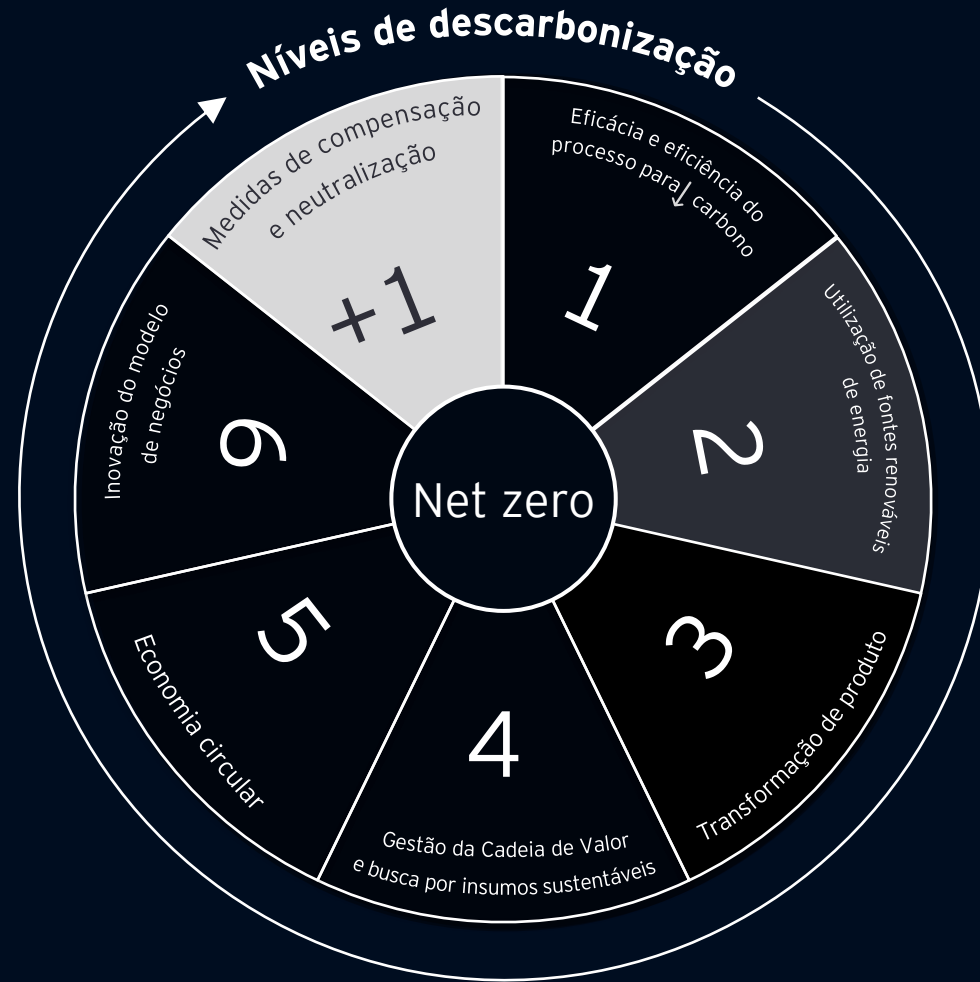 Níveis de descarbonização
Eficácia e eficiência do
processo para↓ carbono
1
Utilização de fontes renováveis
de energia
2
3
Transformação de produto
4
Gestão da Cadeia de Valor
e busca por insumos sustentáveis
5
Economia circular
Inovação do modelo
de negócios
6
Medidas de compensação
e neutralização
+1
Net zero